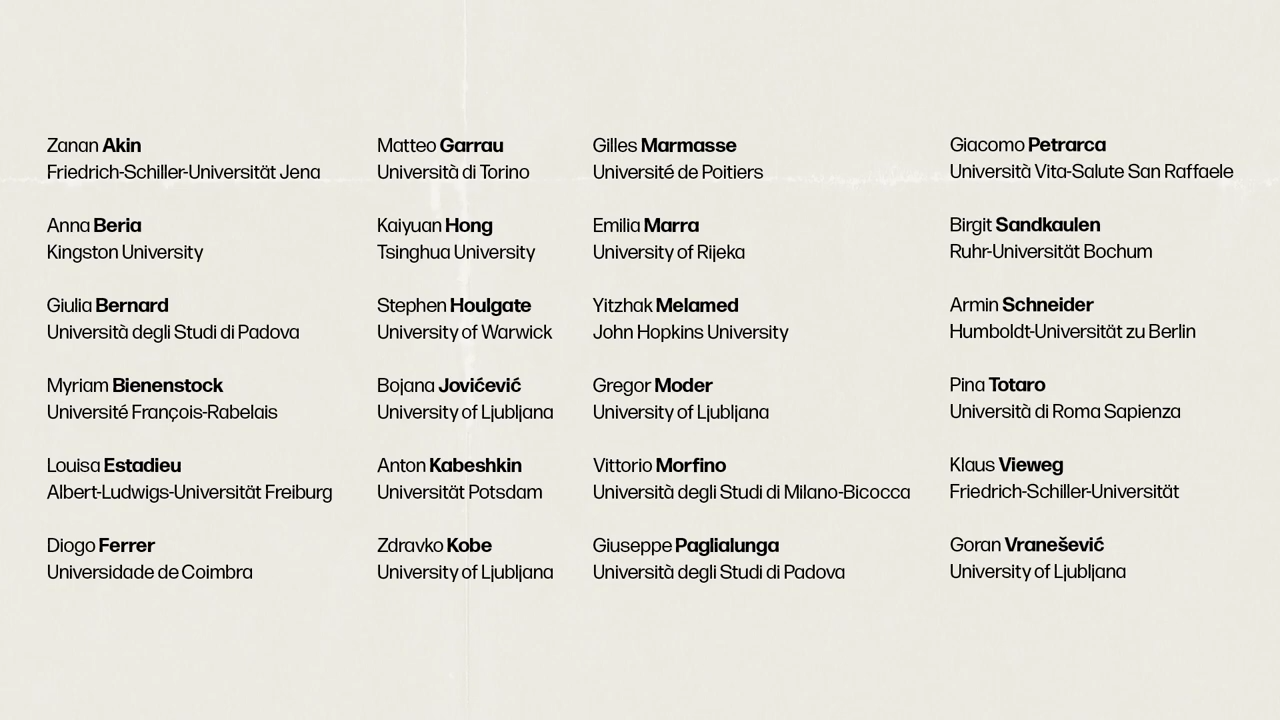 Zanan Akin
Friedrich-Schiller-Universität Jena
Anna Beria
Kingston University
Giulia Bernard
Università degli Studi di Padova
Myriam Bienenstock
Université François-Rabelais
Louisa Estadieu
Albert-Ludwigs-Universität Freiburg
Diogo Ferrer
Universidade de Coimbra
Matteo Garrau
Università di Torino
Kaiyuan Hong
Tsinghua University
Stephen Houlgate
University of Warwick
Bojana Jovićević
University of Ljubljana
Anton Kabeshkin
Universität Potsdam
Zdravko Kobe
University of Ljubljana
Gilles Marmasse
Université de Poitiers
Emilia Marra
University of Rijeka
Yitzhak Melamed
John Hopkins University
Gregor Moder
University of Ljubljana
Vittorio Morfino
Università degli Studi di Milano-Bicocca
Giuseppe Paglialunga
Università degli Studi di Padova
Giacomo Petrarca
Università Vita-Salute San Raffaele
Birgit Sandkaulen
Ruhr-Universität Bochum
Armin Schneider
Humboldt-Universität zu Berlin
Pina Totaro
Università di Roma Sapienza
Klaus Vieweg
Friedrich-Schiller-Universität
Goran Vranešević
University of Ljubljana